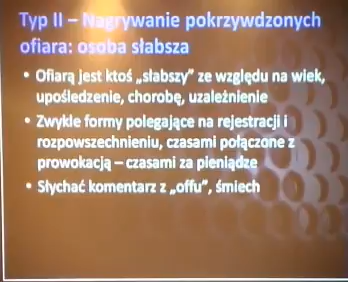 Typ II – Nagrywanie pokrzywdzonych
ofiara: osoba słabsza
• Ofiarą jest ktoś „słabszy” ze względu na wiek,
upośledzenie, chorobę, uzależnienie
• Zwykle formy polegające na rejestracji i
rozpowszechnieniu, czasami połączone z
prowokacją – czasami za pieniądze
• Słychać komentarz z „offu”, śmiech